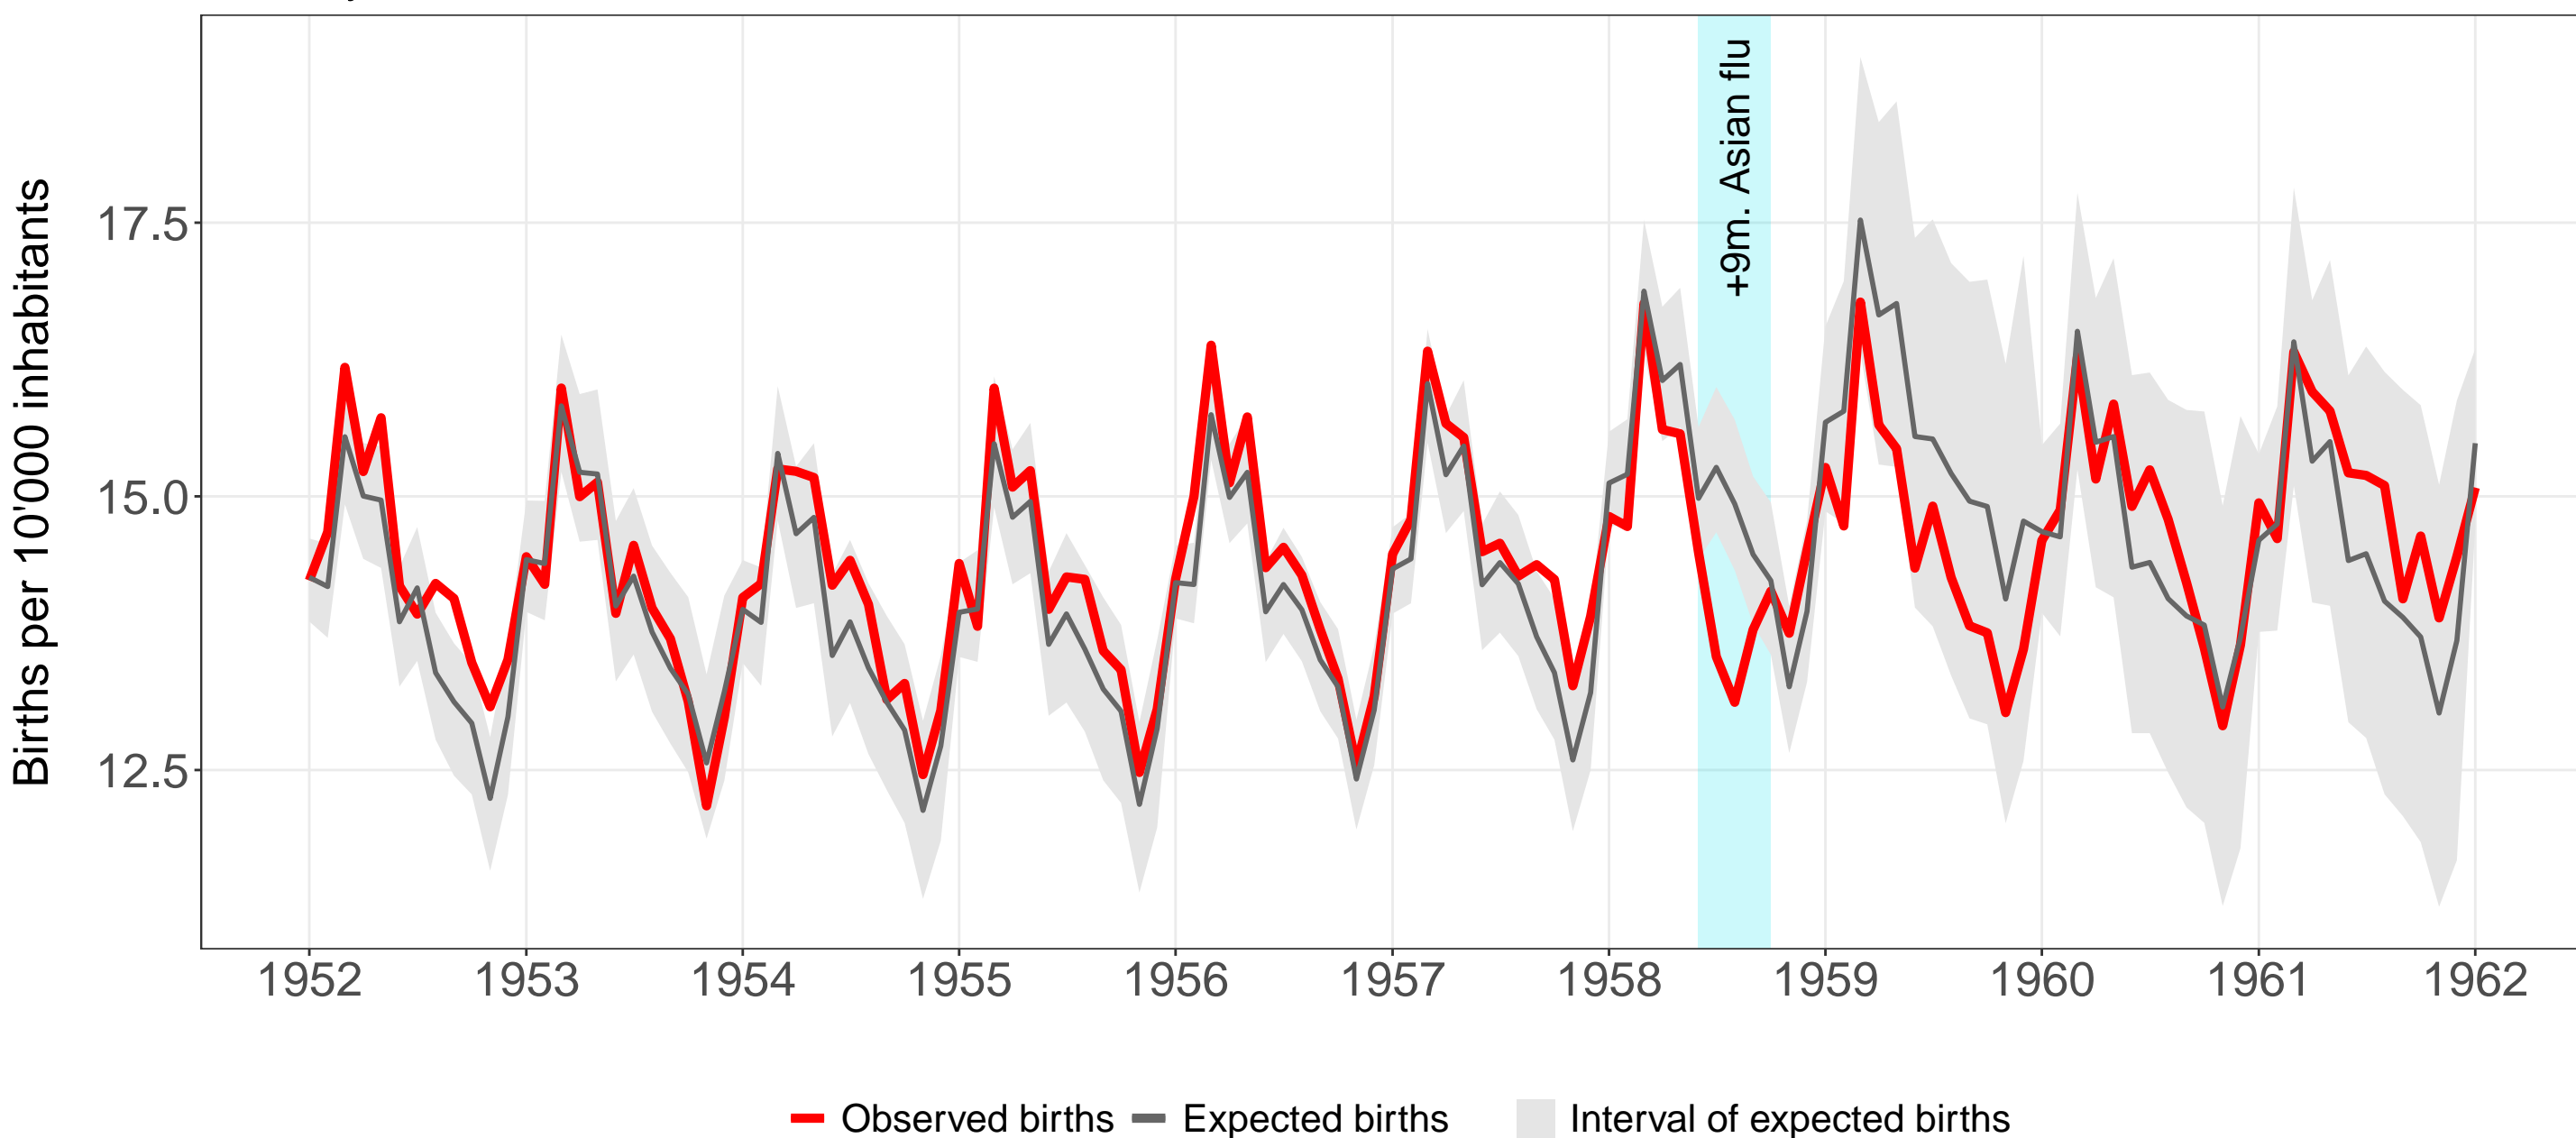 Births per 10'000 inhabitants
17.5
15.0
12.5
+9m. Asian flu
1952 1953 1954 1955 1956 1957 1958 1959 1960 1961 1962
Observed births Expected births Interval of expected births